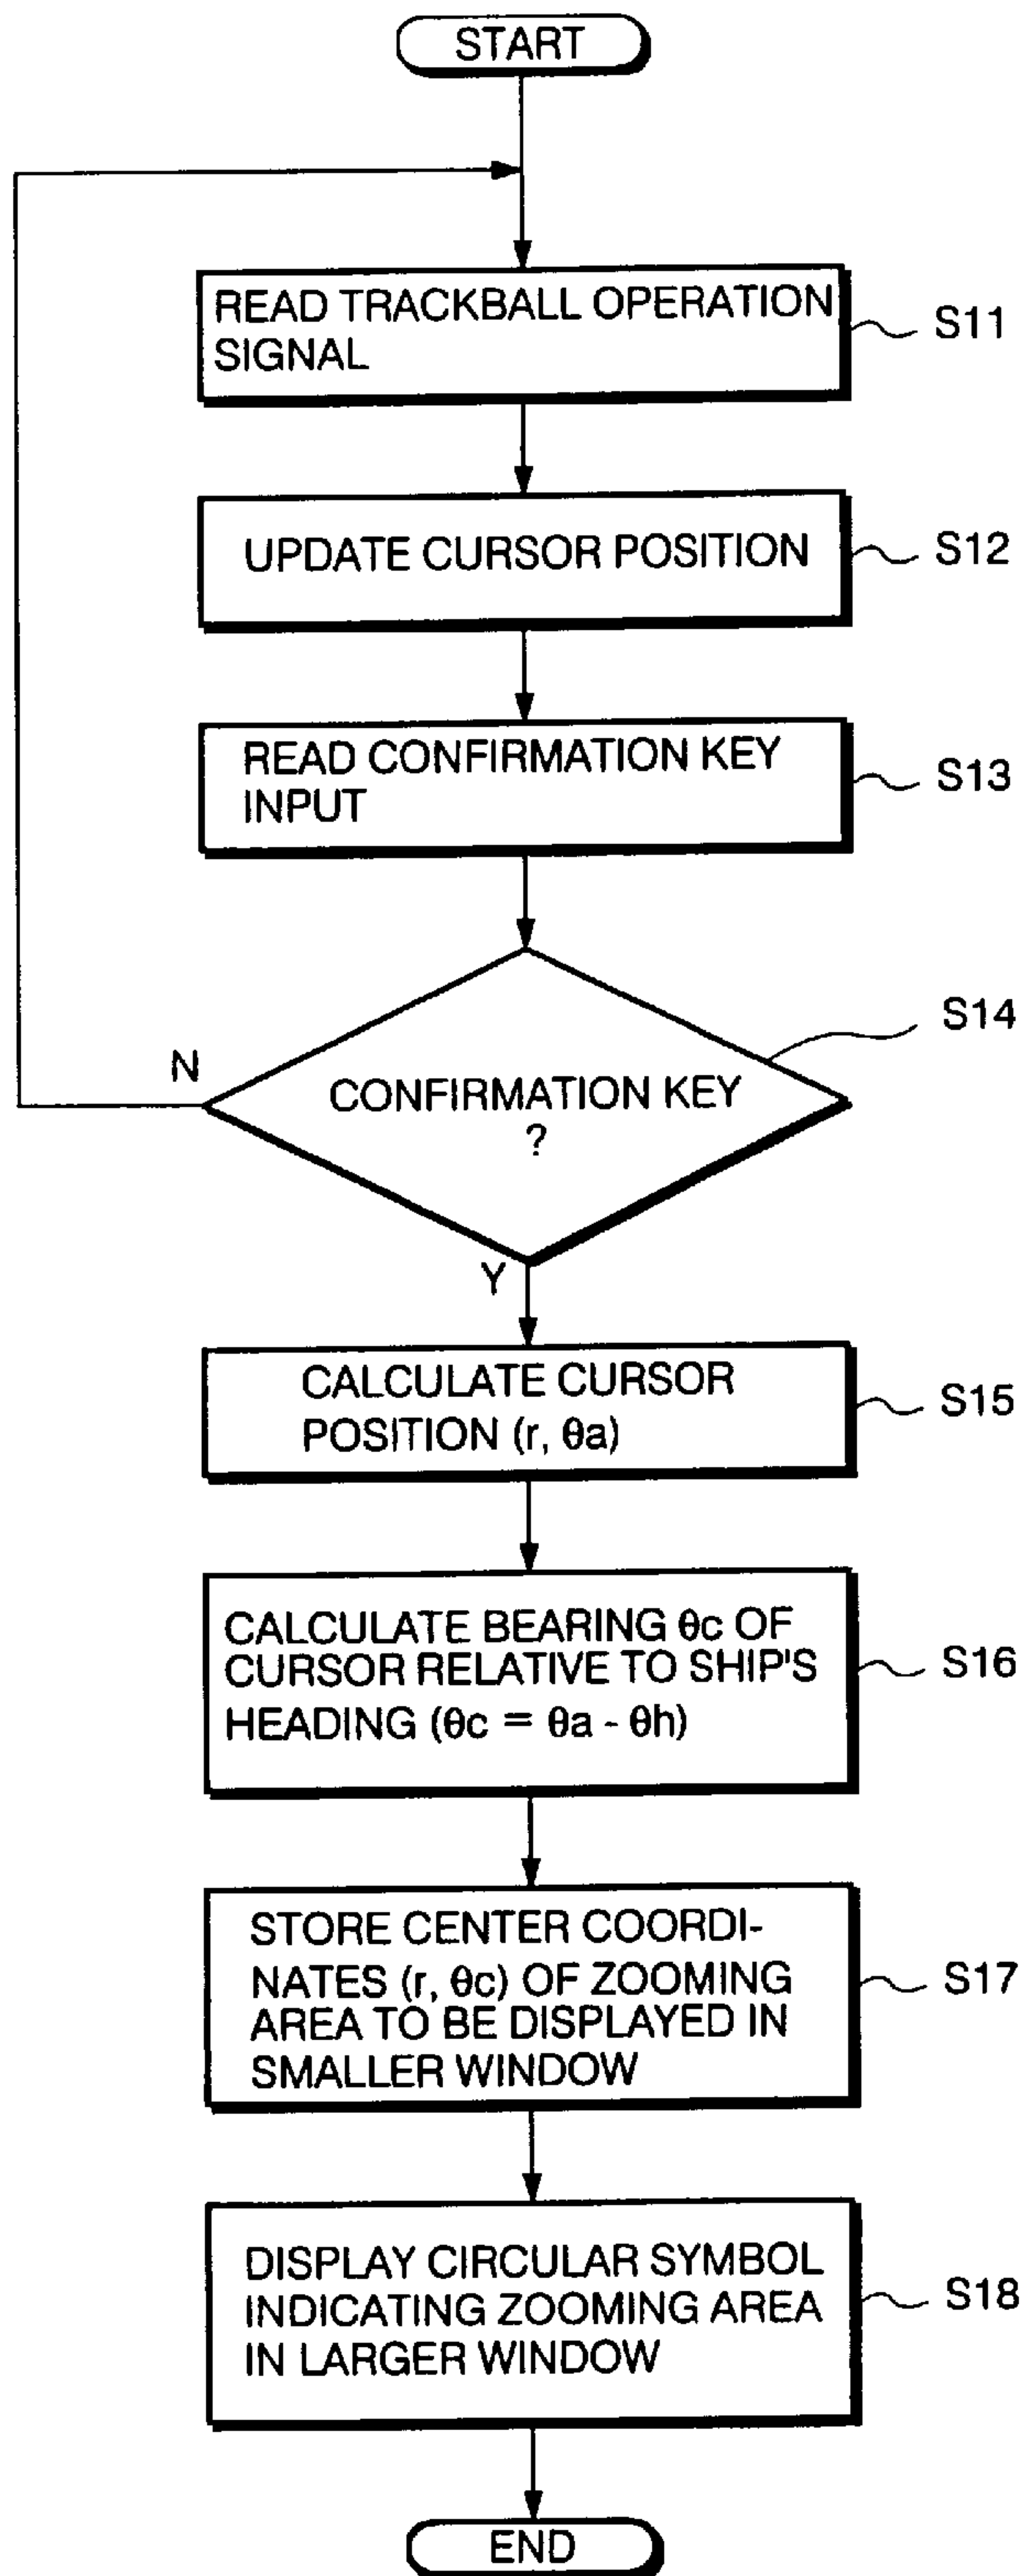 START
READ TRACKBALL OPERATION
SIGNAL
S11
UPDATE CURSOR POSITION
S12
READ CONFIRMATION KEY
INPUT
S13
S14
N
CONFIRMATION KEY
?
Y
CALCULATE CURSOR
POSITION (r, θa)
S15
CALCULATE BEARING θc OF
CURSOR RELATIVE TO SHIP'S
HEADING (θc = θa - θh)
S16
STORE CENTER COORDI-
NATES (r, θc) OF ZOOMING
AREA TO BE DISPLAYED IN
SMALLER WINDOW
S17
DISPLAY CIRCULAR SYMBOL
INDICATING ZOOMING AREA
IN LARGER WINDOW
S18
END